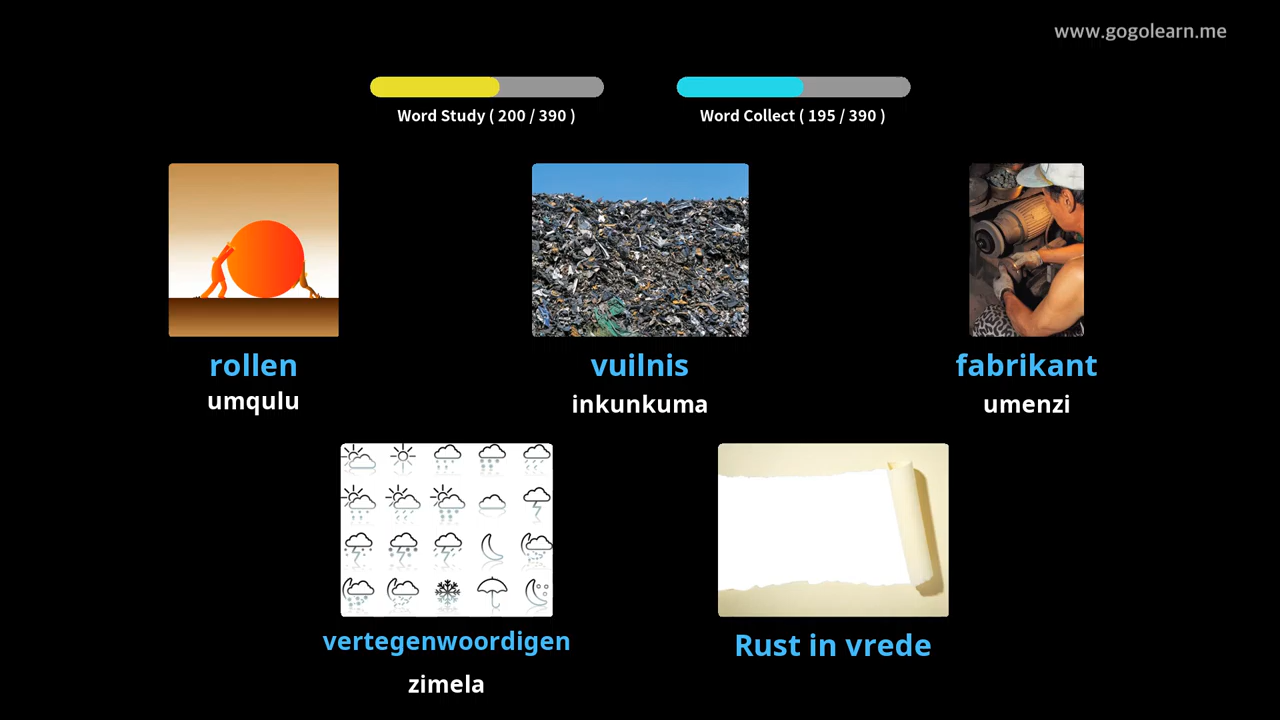 www.gogolearn.me
Word Study ( 200 / 390 )
Word Collect ( 195 / 390 )
rollen
umqulu
vuilnis
inkunkuma
fabrikant
umenzi
vertegenwoordigen
zimela
Rust in vrede